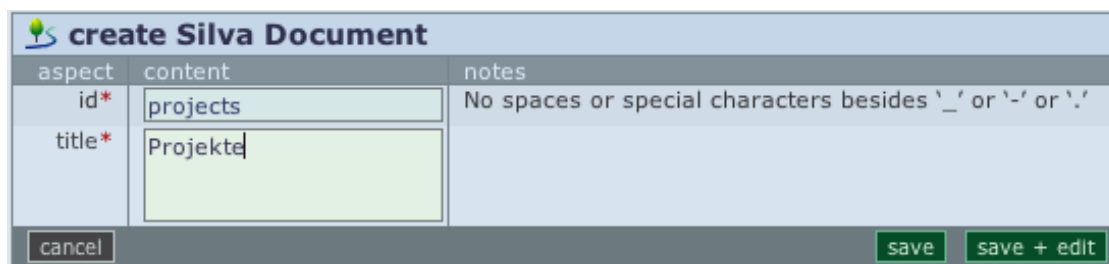 create Silva Document
aspect content notes
id* projects No spaces or special characters besides ‘_’ or ‘-’ or ‘.’
title* Projekte
cancel save save + edit